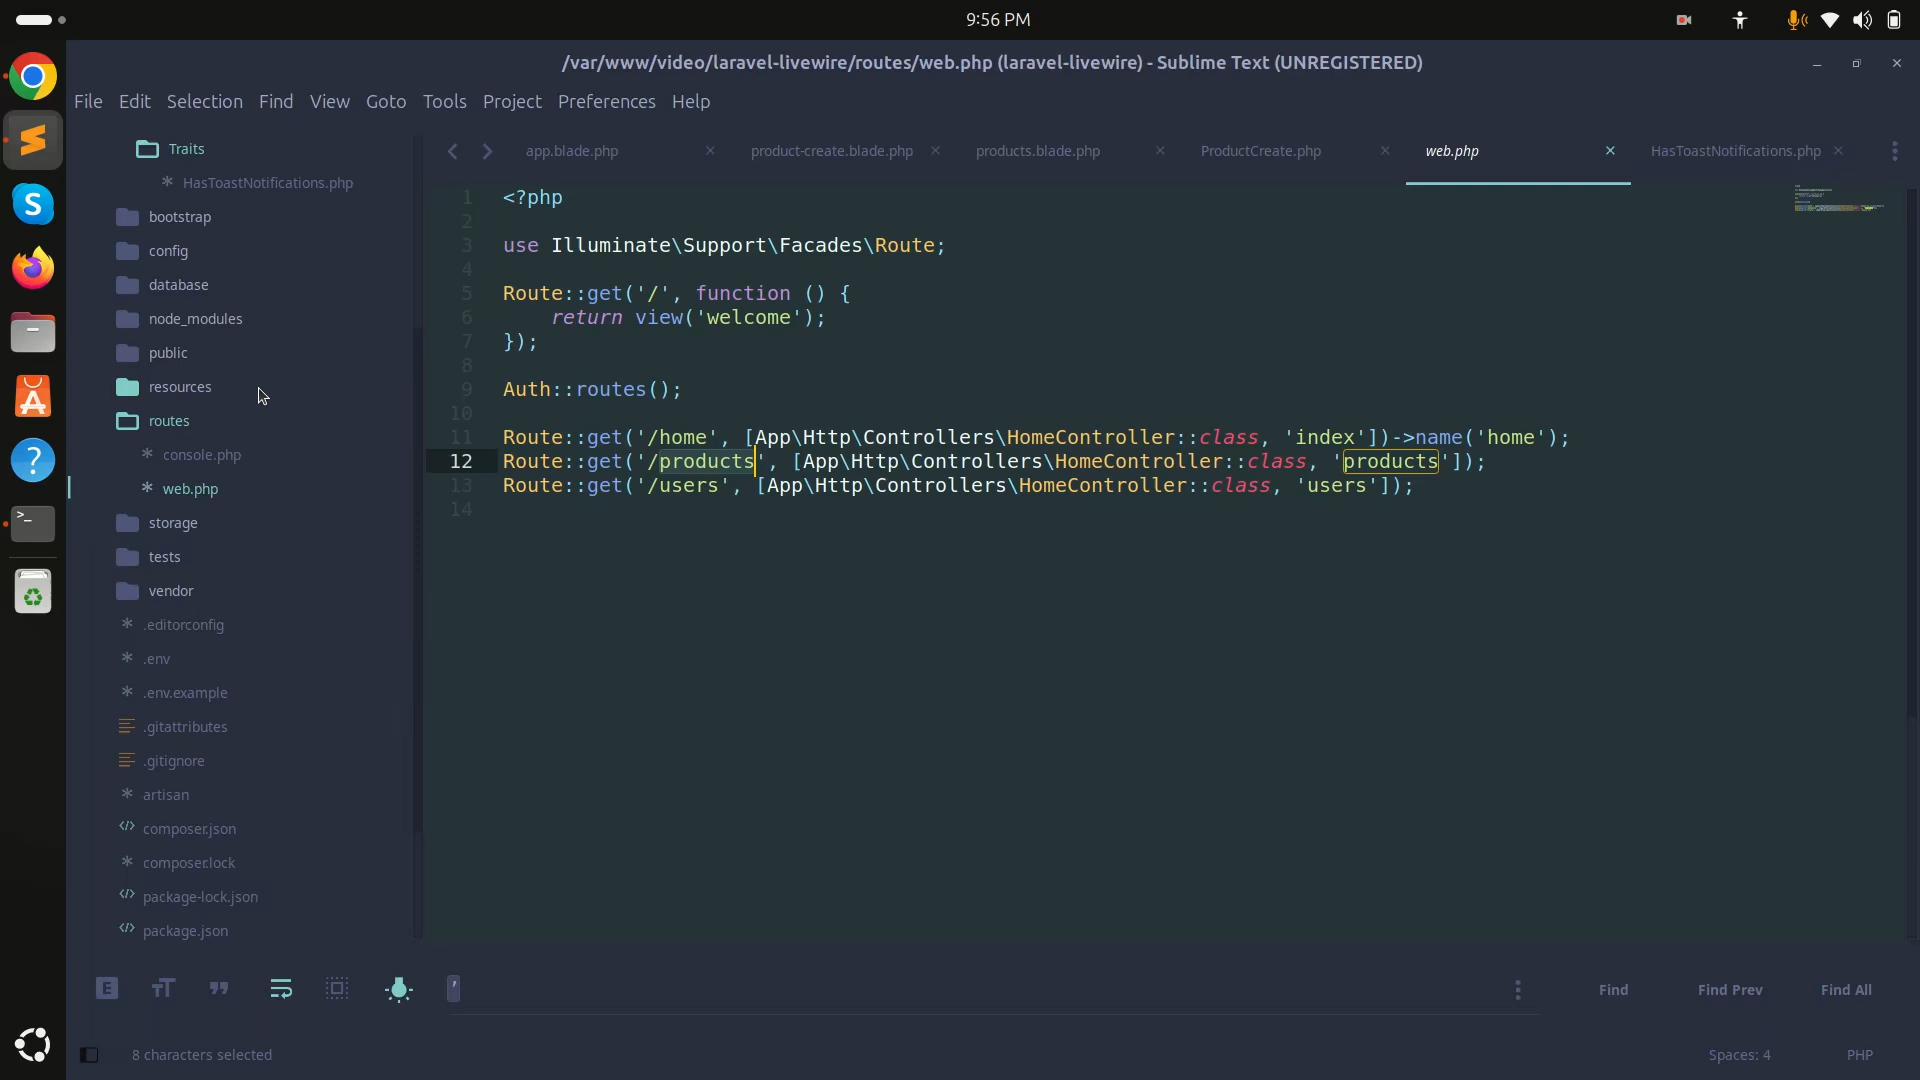 9:56 PM
/var/www/video/laravel-livewire/routes/web.php (laravel-livewire) - Sublime Text (UNREGISTERED)
File Edit Selection Find View Goto Tools Project Preferences Help
Traits
HasToastNotifications.php
bootstrap
config
database
node_modules
public
resources
routes
console.php
web.php
storage
tests
vendor
.editorconfig
.env
.env.example
.gitattributes
.gitignore
artisan
composer.json
composer.lock
package-lock.json
package.json
app.blade.php product-create.blade.php products.blade.php ProductCreate.php web.php HasToastNotifications.php
1 <?php
2
3 use Illuminate\Support\Facades\Route;
4
5 Route::get('/', function () {
6 return view('welcome');
7 });
8
9 Auth::routes();
10
11 Route::get('/home', [App\Http\Controllers\HomeController::class, 'index'])->name('home');
12 Route::get('/products', [App\Http\Controllers\HomeController::class, 'products']);
13 Route::get('/users', [App\Http\Controllers\HomeController::class, 'users']);
14
' Find Find Prev Find All
8 characters selected Spaces: 4 PHP